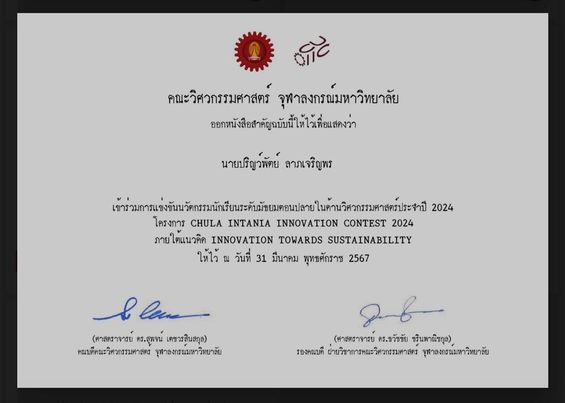 คณะวิศวกรรมศาสตร์ จุฬาลงกรณ์มหาวิทยาลัย
ออกหนังสือสำคัญฉบับนี้ให้ไว้เพื่อแสดงว่า
นายปริญว์พัตย์ ลาภเจริญพร
เข้าร่วมการแข่งขันนวัตกรรมนักเรียนระดับมัธยมตอนปลายในด้านวิศวกรรมศาสตร์ประจำปี 2024
โครงการ CHULA INTANIA INNOVATION CONTEST 2024
ภายใต้แนวคิด INNOVATION TOWARDS SUSTAINABILITY
ให้ไว้ ณ วันที่ 31 มีนาคม พุทธศักราช 2567
(ศาสตราจารย์ ดร.สุพจน์ เตชวรสินสกุล)
คณบดีคณะวิศวกรรมศาสตร์ จุฬาลงกรณ์มหาวิทยาลัย
(ศาสตราจารย์ ดร.ธวัชชัย ชรินพาณิชกุล)
รองคณบดี ฝ่ายวิชาการคณะวิศวกรรมศาสตร์ จุฬาลงกรณ์มหาวิทยาลัย